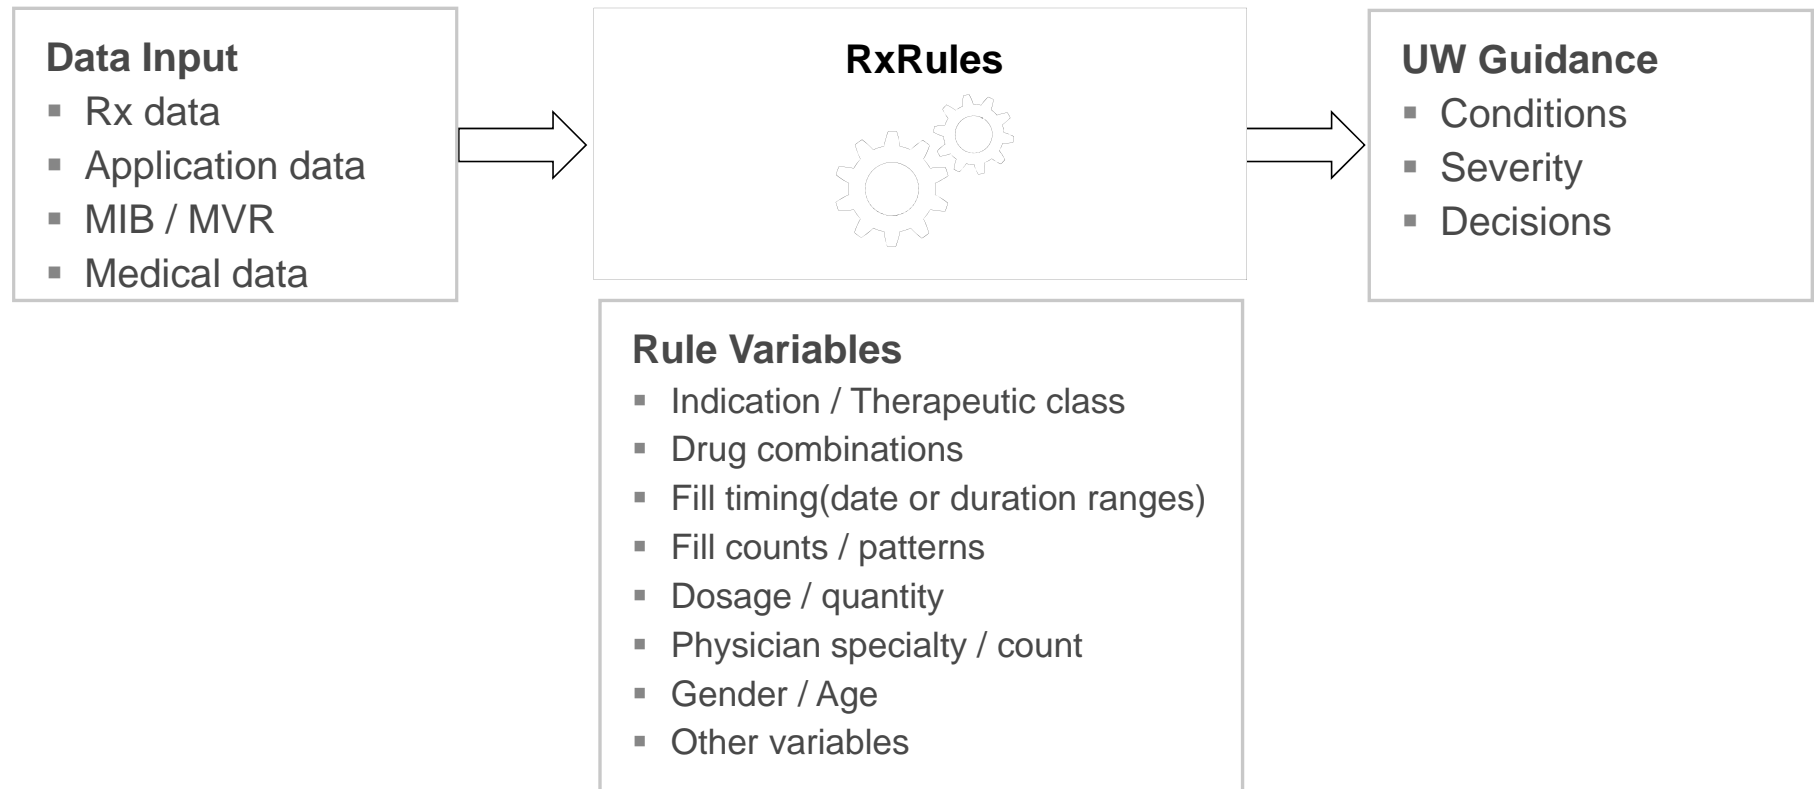 Data Input
▪ Rx data
▪ Application data
▪ MIB / MVR
▪ Medical data
RxRules
UW Guidance
▪ Conditions
▪ Severity
▪ Decisions
Rule Variables
▪ Indication / Therapeutic class
▪ Drug combinations
▪ Fill timing(date or duration ranges)
▪ Fill counts / patterns
▪ Dosage / quantity
▪ Physician specialty / count
▪ Gender / Age
▪ Other variables